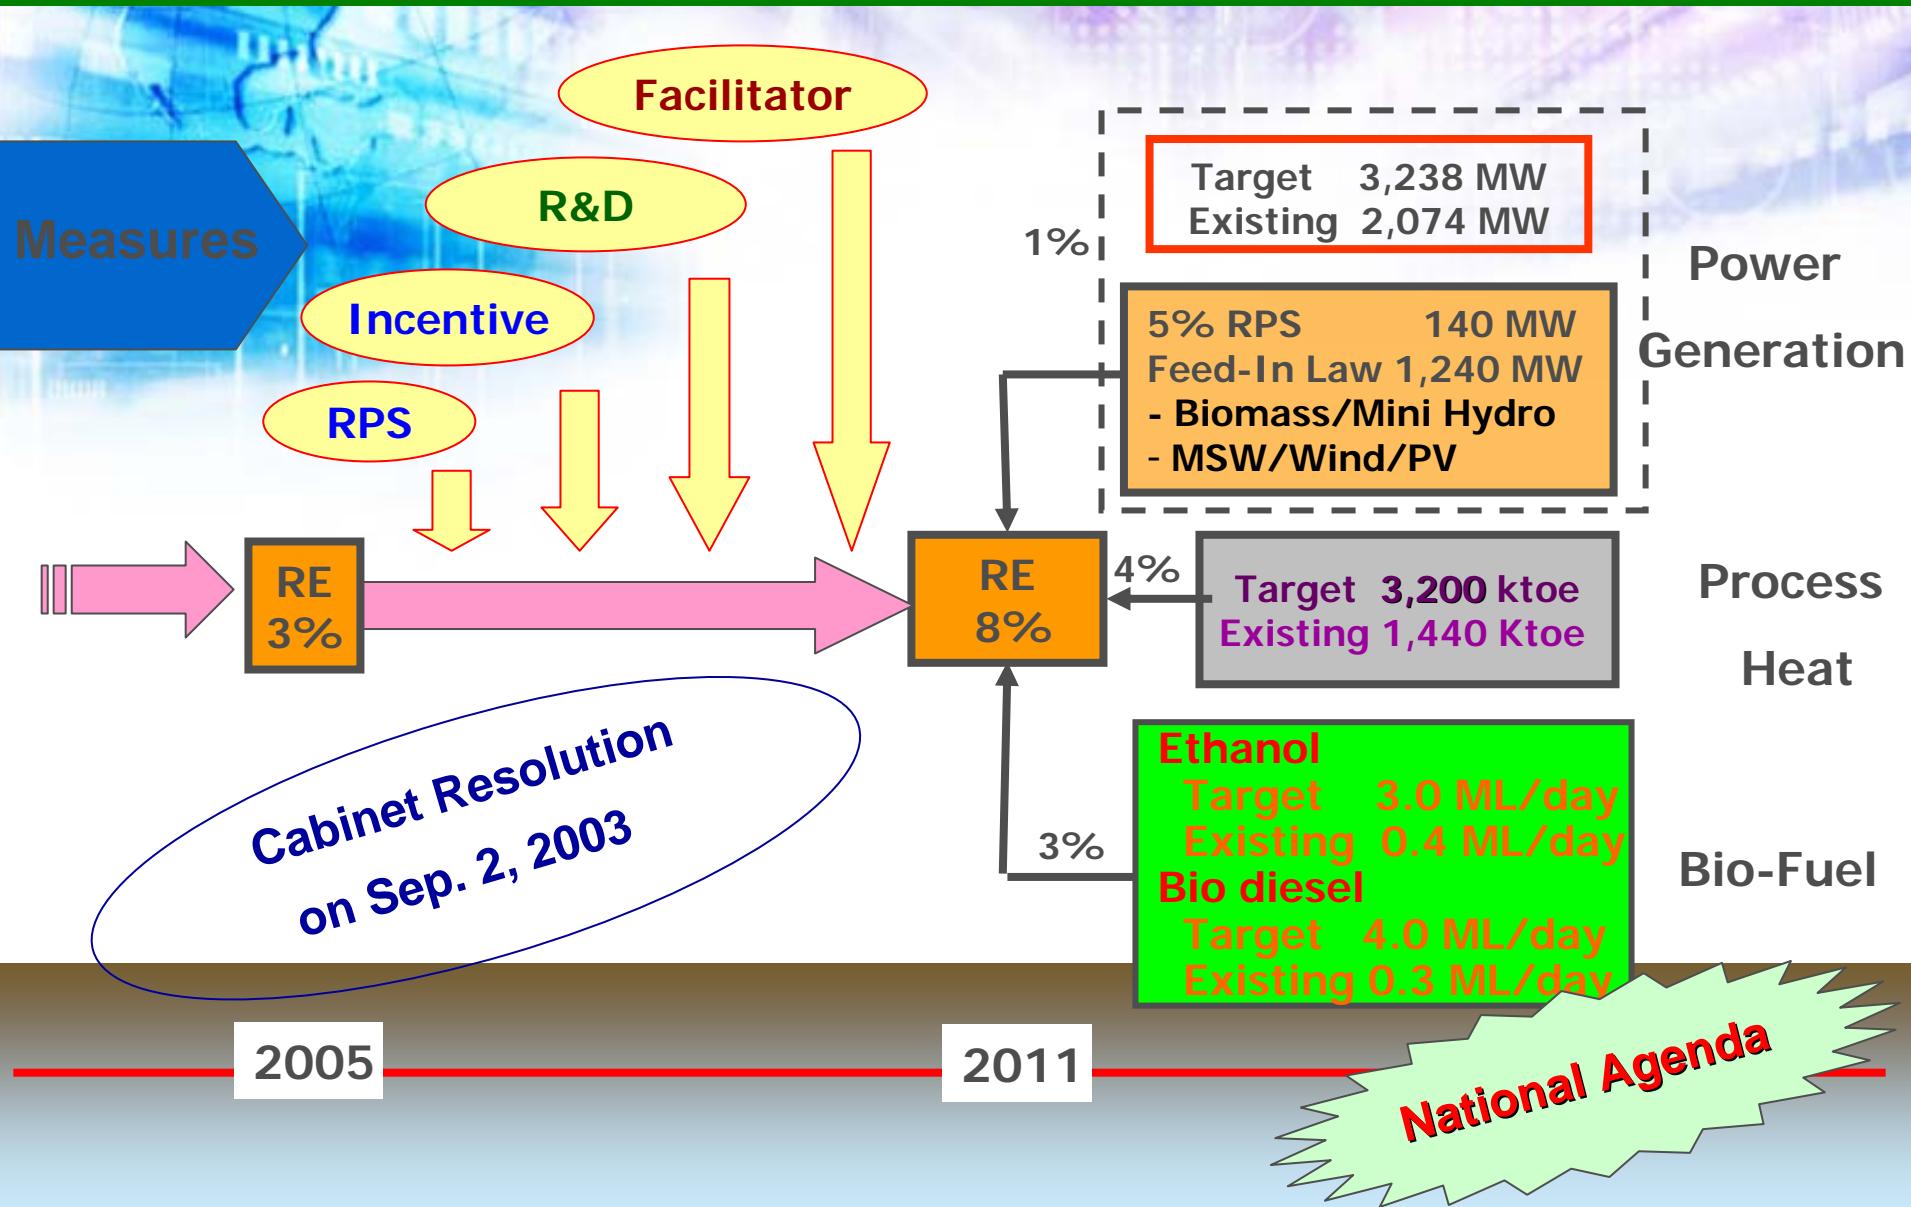 Measures
Facilitator
R&D
Incentive
RPS
RE
3%
RE
8%
1%
Target 3,238 MW
Existing 2,074 MW
5% RPS 140 MW
Feed-In Law 1,240 MW
- Biomass/Mini Hydro
- MSW/Wind/PV
Power
Generation
4%
Target 3,200 ktoe
Existing 1,440 Ktoe
Process
Heat
3%
Ethanol
Target 3.0 ML/day
Existing 0.4 ML/day
Bio diesel
Target 4.0 ML/day
Existing 0.3 ML/day
Bio-Fuel
Cabinet Resolution
on Sep. 2, 2003
2005
2011
National Agenda